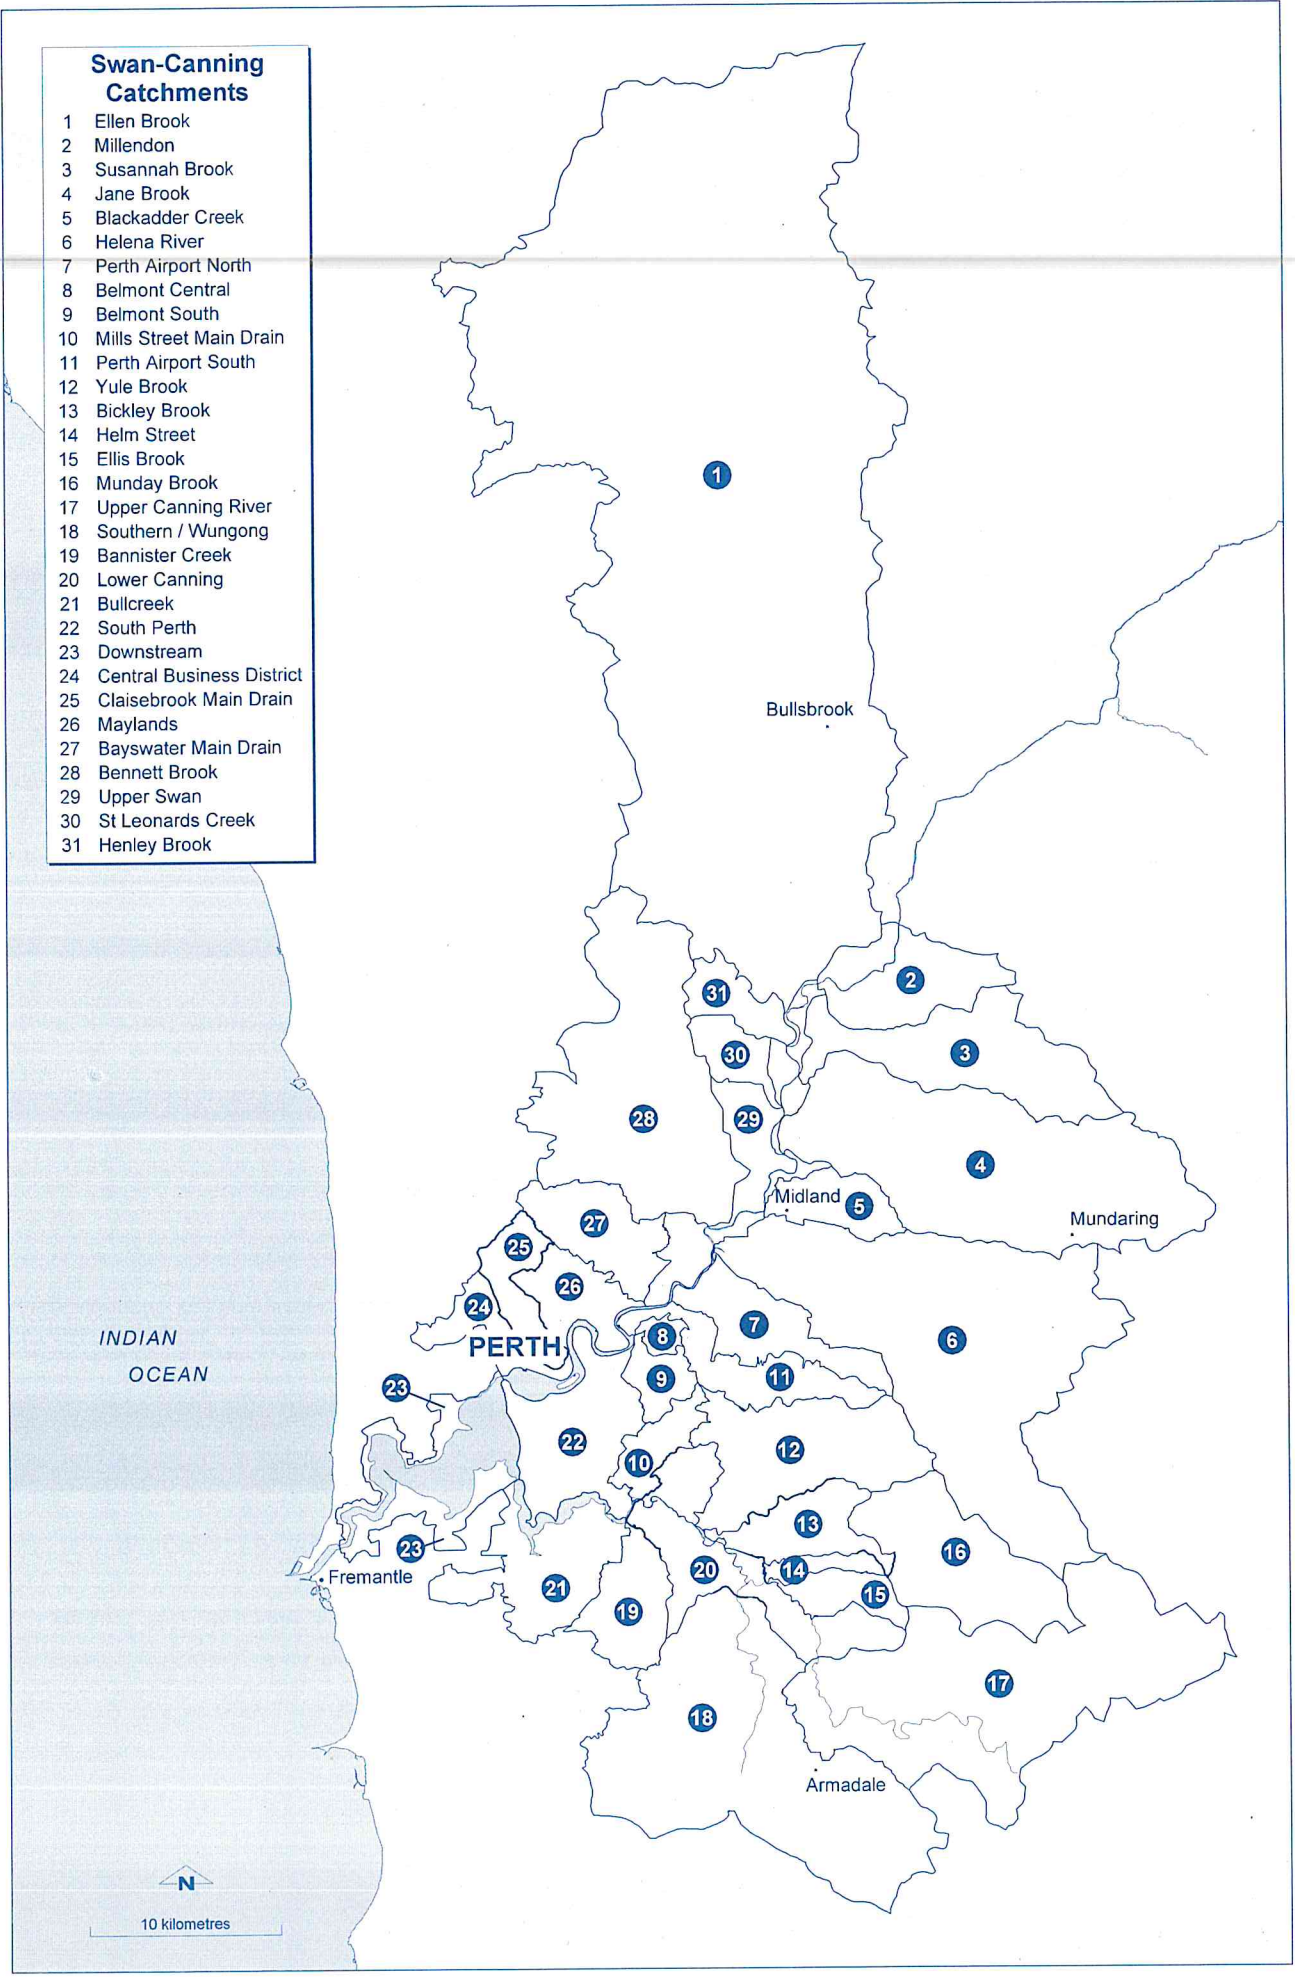 Swan-Canning
Catchments
1 Ellen Brook
2 Millendon
3 Susannah Brook
4 Jane Brook
5 Blackadder Creek
6 Helena River
7 Perth Airport North
8 Belmont Central
9 Belmont South
10 Mills Street Main Drain
11 Perth Airport South
12 Yule Brook
13 Bickley Brook
14 Helm Street
15 Ellis Brook
16 Munday Brook
17 Upper Canning River
18 Southern / Wungong
19 Bannister Creek
20 Lower Canning
21 Bullcreek
22 South Perth
23 Downstream
24 Central Business District
25 Claisebrook Main Drain
26 Maylands
27 Bayswater Main Drain
28 Bennett Brook
29 Upper Swan
30 St Leonards Creek
31 Henley Brook
1
Bullsbrook
2
31
3
30
28
29
4
Midland
5
27
Mundaring
25
26
24
7
8
6
PERTH
INDIAN
OCEAN
11
9
23
22
12
10
13
23
16
14
20
Fremantle
21
15
19
17
18
Armadale
N
10 kilometres